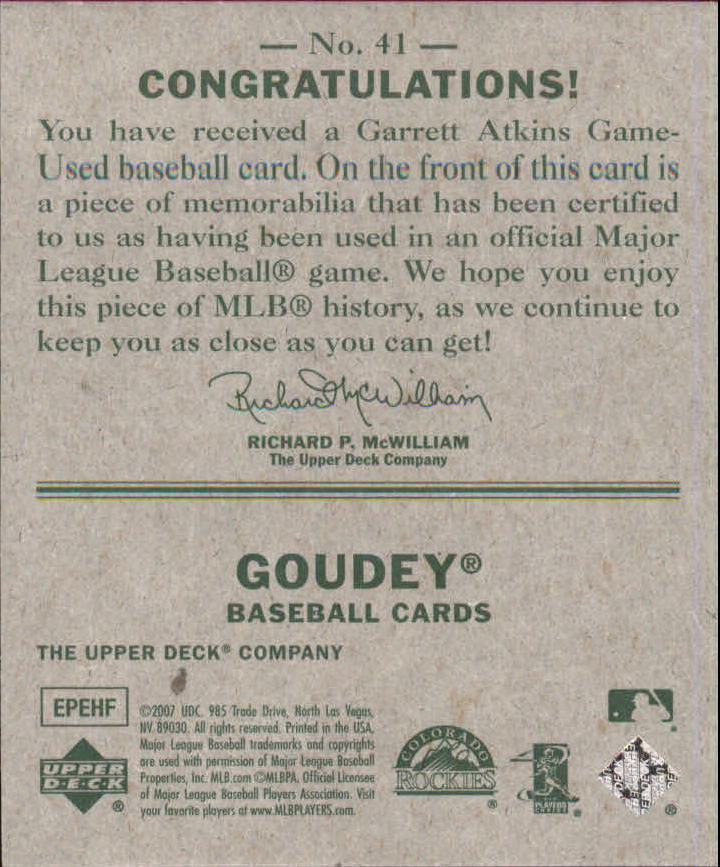 — No. 41 —
CONGRATULATIONS!
You have received a Garrett Atkins Game-
Used baseball card. On the front of this card is
a piece of memorabilia that has been certified
to us as having been used in an official Major
League Baseball® game. We hope you enjoy
this piece of MLB® history, as we continue to
keep you as close as you can get!
Richard McWilliam
RICHARD P. McWILLIAM
The Upper Deck Company
GOUDEY®
BASEBALL CARDS
THE UPPER DECK® COMPANY
EPEHF
UPPER
D·E·C·K
®
©2007 UDC. 985 Trade Drive, North Las Vegas,
NV 89030. All rights reserved. Printed in the USA.
Major League Baseball trademarks and copyrights
are used with permission of Major League Baseball
Properties, Inc. MLB.com ©MLBPA. Official Licensee
of Major League Baseball Players Association. Visit
your favorite players at www.MLBPLAYERS.com.
COLORADO
ROCKIES
®
PLAYERS
CHOICE
®